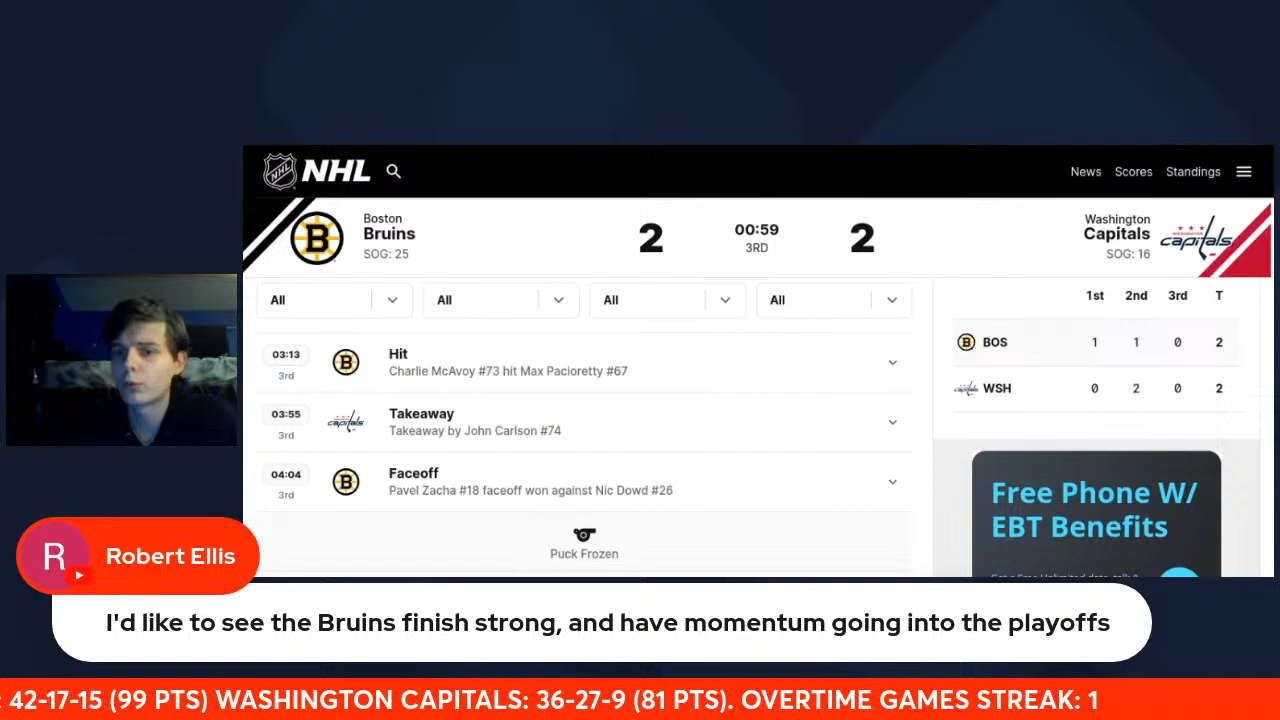 NHL
News Scores Standings
Boston
Bruins
SOG: 25
2
00:59
3RD
2
Washington
Capitals
SOG: 16
capitals
All All All All
03:13
3rd
Hit
Charlie McAvoy #73 hit Max Pacioretty #67
03:55
3rd
capitals
Takeaway
Takeaway by John Carlson #74
04:04
3rd
Faceoff
Pavel Zacha #18 faceoff won against Nic Dowd #26
Puck Frozen
1st 2nd 3rd T
B BOS 1 1 0 2
WSH 0 2 0 2
Free Phone W/
EBT Benefits
R Robert Ellis
I'd like to see the Bruins finish strong, and have momentum going into the playoffs
: 42-17-15 (99 PTS) WASHINGTON CAPITALS: 36-27-9 (81 PTS). OVERTIME GAMES STREAK: 1